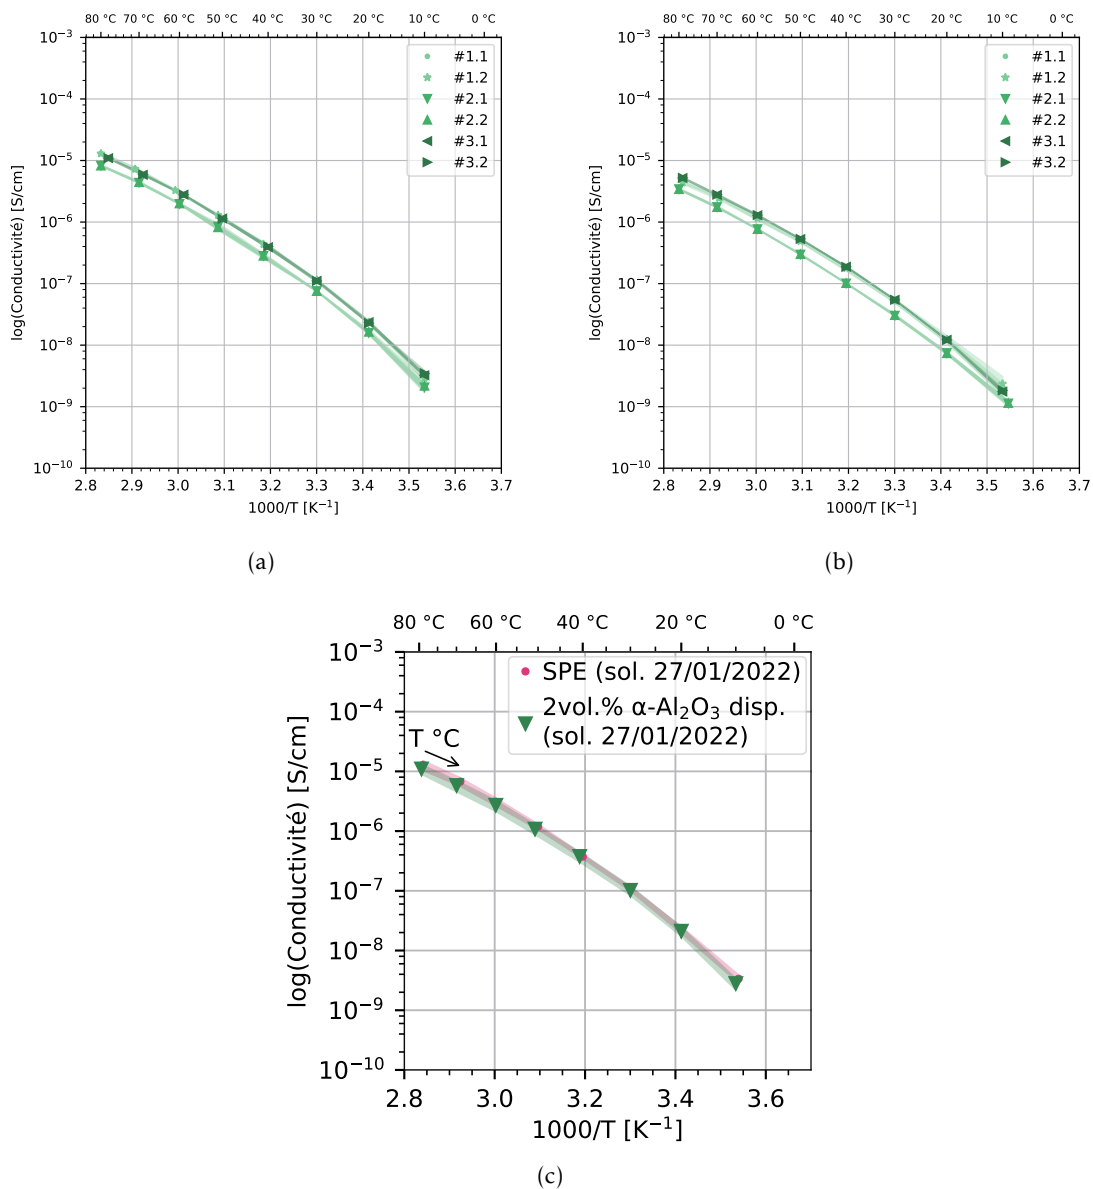 80 °C 70 °C 60 °C 50 °C 40 °C 30 °C 20 °C 10 °C 0 °C
10⁻³
10⁻⁴
10⁻⁵
10⁻⁶
10⁻⁷
10⁻⁸
10⁻⁹
10⁻¹⁰
log(Conductivité) [S/cm]
#1.1
#1.2
#2.1
#2.2
#3.1
#3.2
2.8 2.9 3.0 3.1 3.2 3.3 3.4 3.5 3.6 3.7
1000/T [K⁻¹]
(a)
80 °C 70 °C 60 °C 50 °C 40 °C 30 °C 20 °C 10 °C 0 °C
10⁻³
10⁻⁴
10⁻⁵
10⁻⁶
10⁻⁷
10⁻⁸
10⁻⁹
10⁻¹⁰
log(Conductivité) [S/cm]
#1.1
#1.2
#2.1
#2.2
#3.1
#3.2
2.8 2.9 3.0 3.1 3.2 3.3 3.4 3.5 3.6 3.7
1000/T [K⁻¹]
(b)
80 °C 60 °C 40 °C 20 °C 0 °C
10⁻³
10⁻⁴
10⁻⁵
10⁻⁶
10⁻⁷
10⁻⁸
10⁻⁹
10⁻¹⁰
log(Conductivité) [S/cm]
SPE (sol. 27/01/2022)
2vol.% α-Al₂O₃ disp.
(sol. 27/01/2022)
T °C
2.8 3.0 3.2 3.4 3.6
1000/T [K⁻¹]
(c)